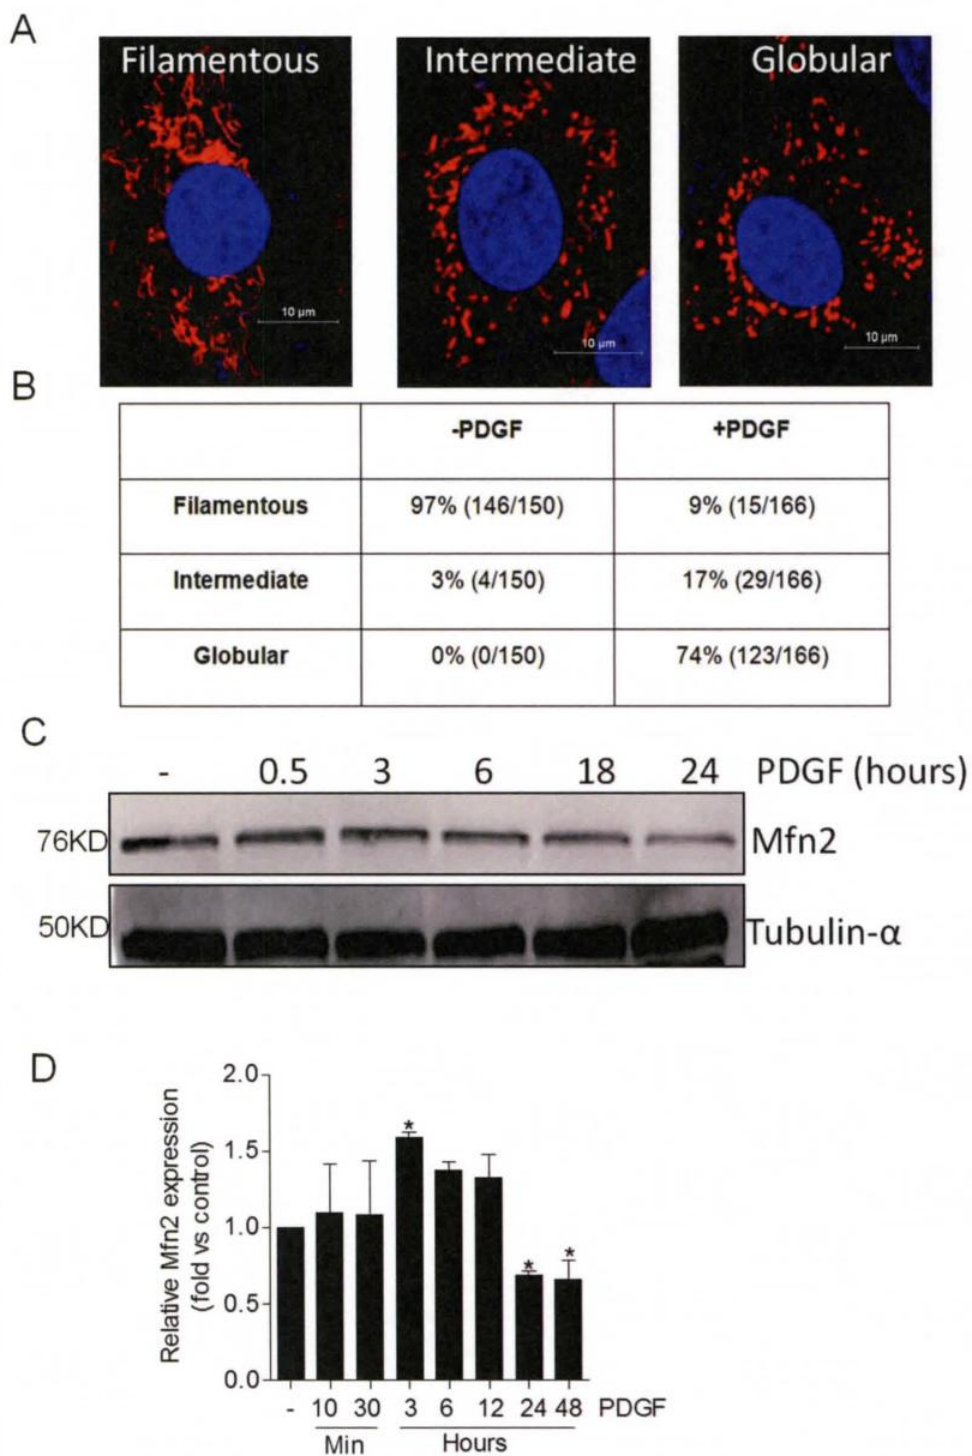 A
Filamentous Intermediate Globular
10 µm 10 µm 10 µm
B
-PDGF +PDGF
Filamentous 97% (146/150) 9% (15/166)
Intermediate 3% (4/150) 17% (29/166)
Globular 0% (0/150) 74% (123/166)
C
- 0.5 3 6 18 24 PDGF (hours)
76KD Mfn2
50KD Tubulin-α
D
Relative Mfn2 expression
(fold vs control)
2.0
1.5
1.0
0.5
0.0
* * *
- 10 30 3 6 12 24 48 PDGF
Min Hours